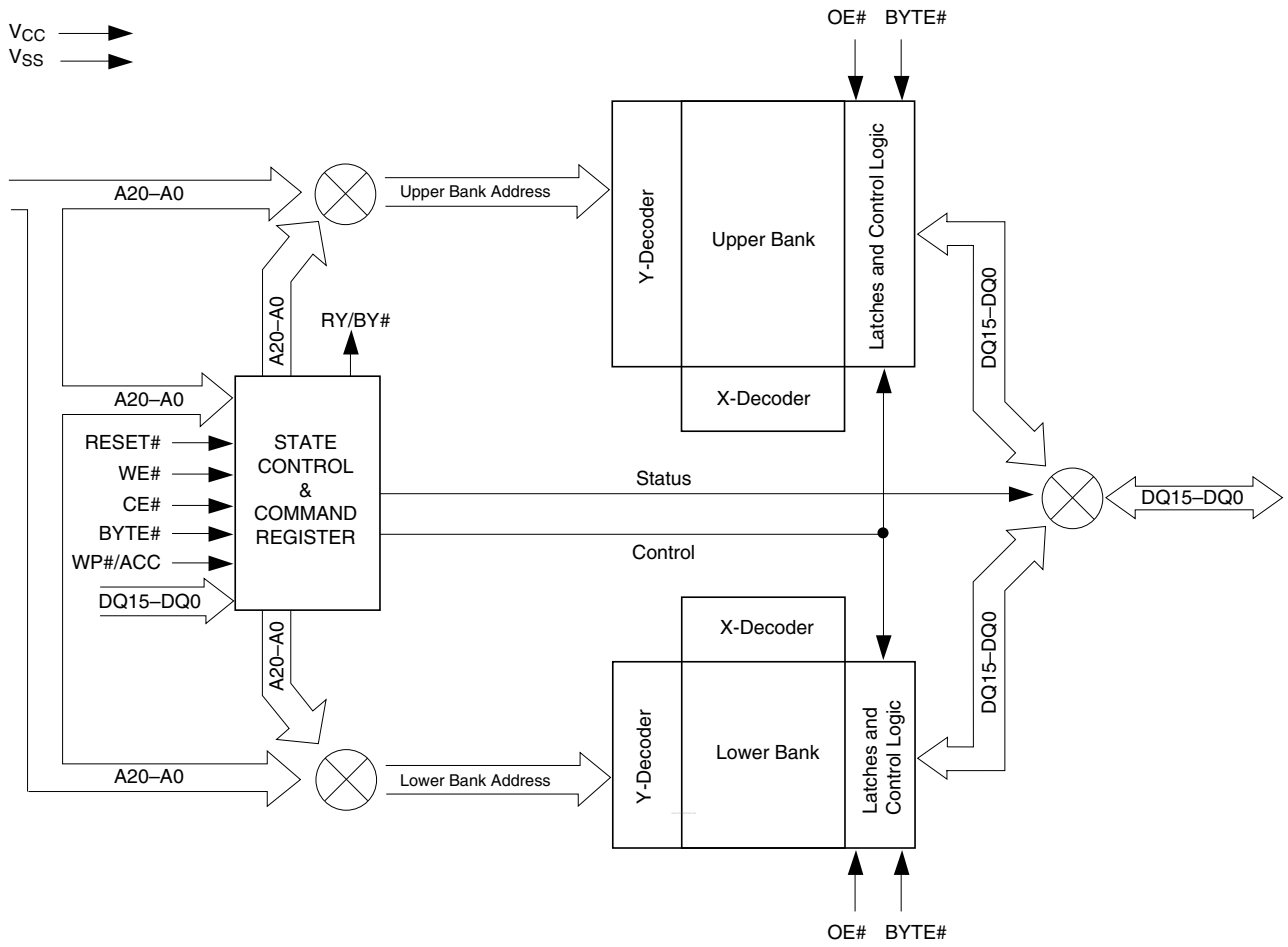 VCC
VSS
OE# BYTE#
A20–A0
Upper Bank Address
Y-Decoder
Upper Bank
Latches and Control Logic
X-Decoder
DQ15–DQ0
A20–A0
RY/BY#
A20–A0
RESET#
WE#
CE#
BYTE#
WP#/ACC
DQ15–DQ0
STATE
CONTROL
&
COMMAND
REGISTER
Status
Control
DQ15–DQ0
A20–A0
X-Decoder
Y-Decoder
Lower Bank
Latches and
Control Logic
DQ15–DQ0
A20–A0
Lower Bank Address
OE# BYTE#